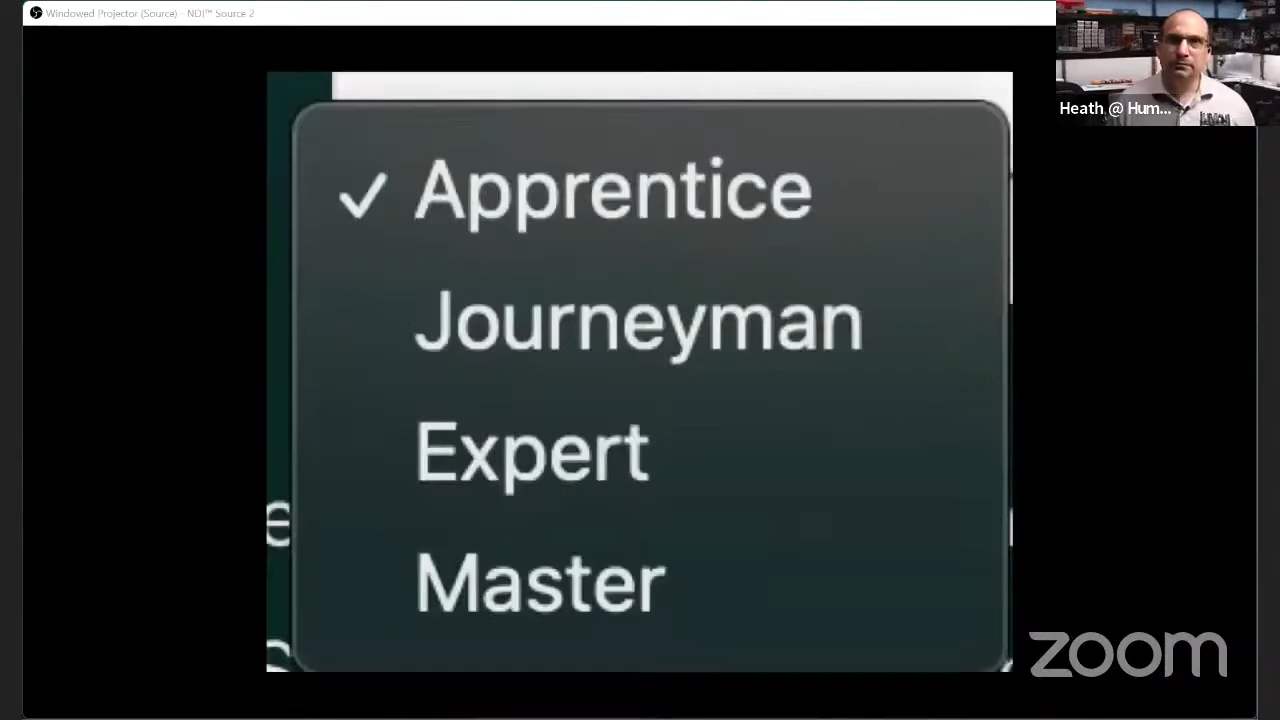 Windowed Projector (Source) - NDI™ Source 2
Heath @ Hum...
✓ Apprentice
Journeyman
Expert
Master
zoom